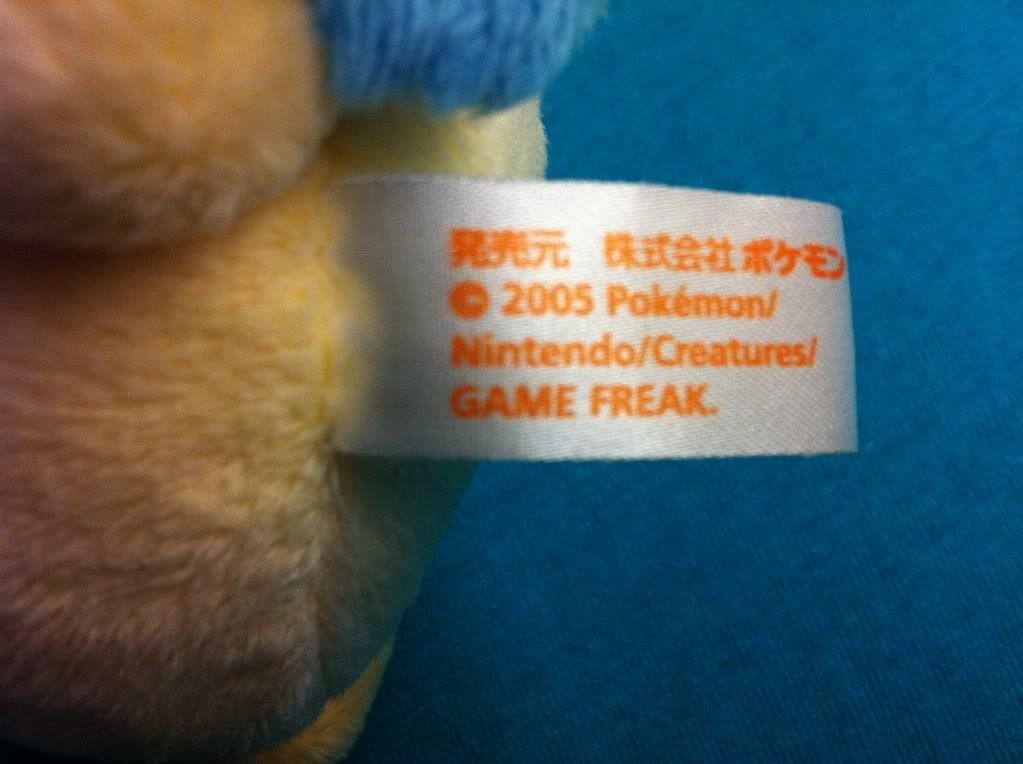 発売元　株式会社ポケモン
© 2005 Pokémon/
Nintendo/Creatures/
GAME FREAK.